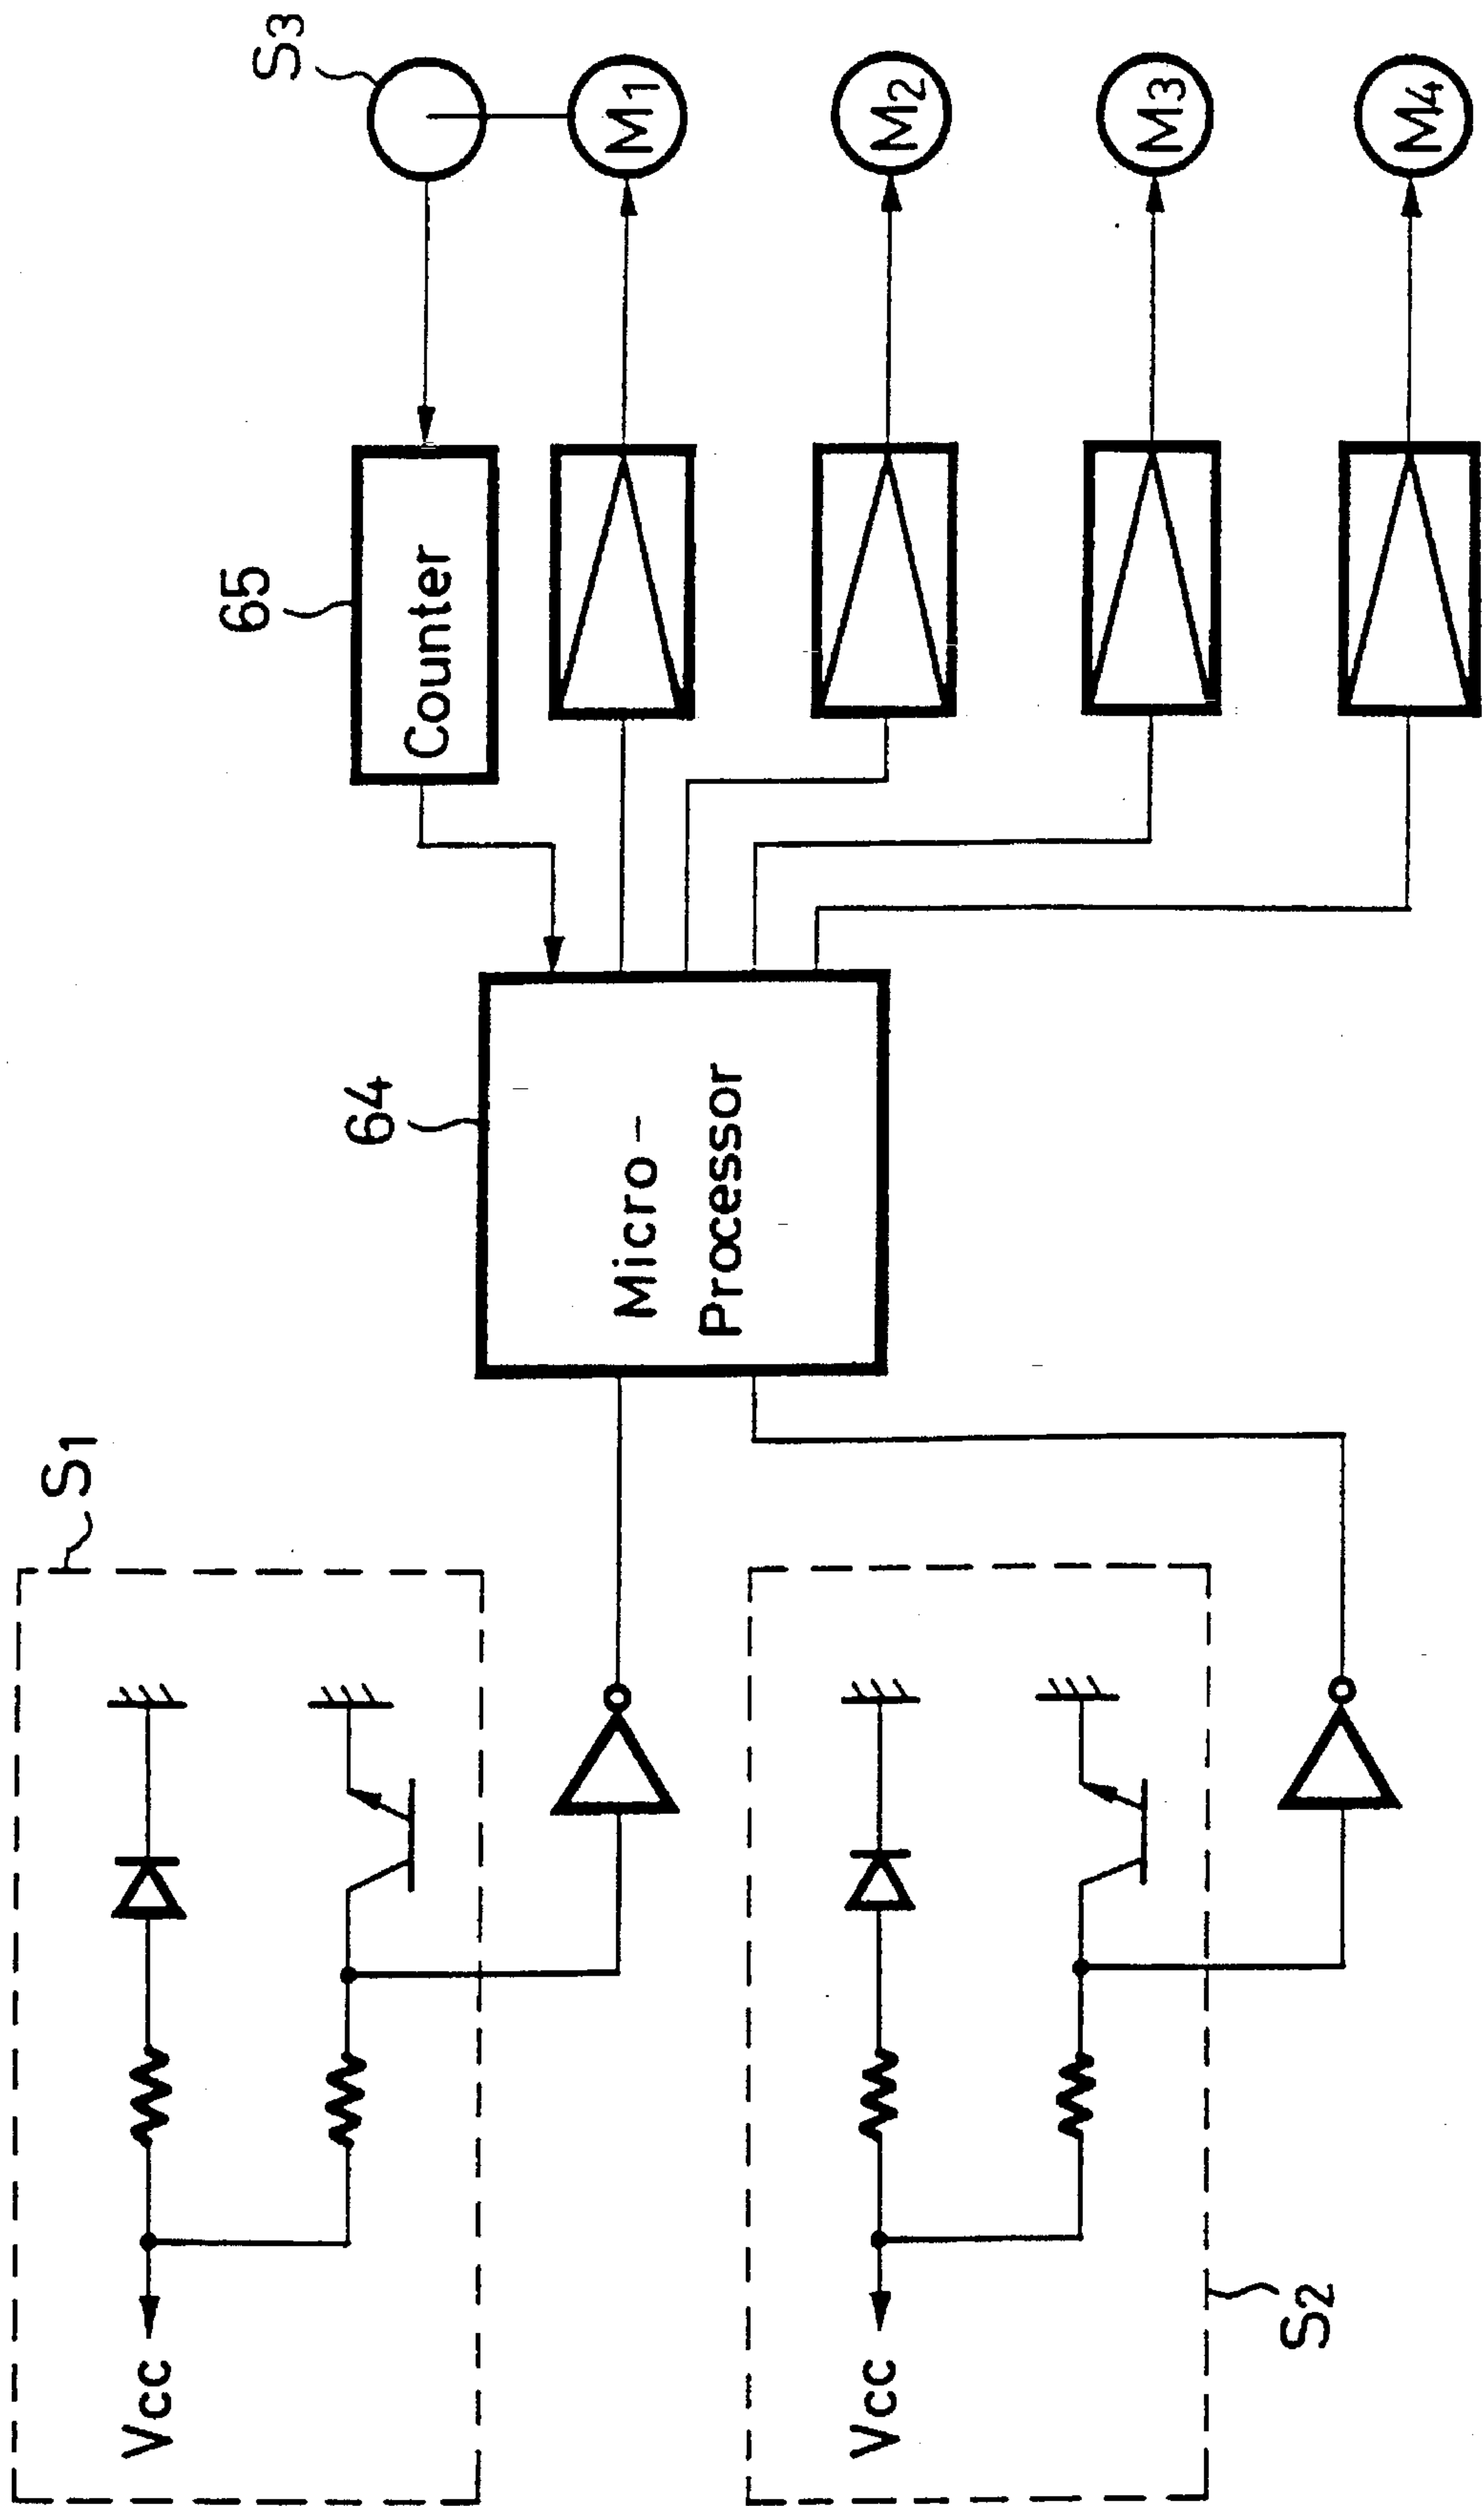 S1
Vcc
64
Micro-
Processor
65
Counter
S3
M1
M2
M3
M4
Vcc
S2